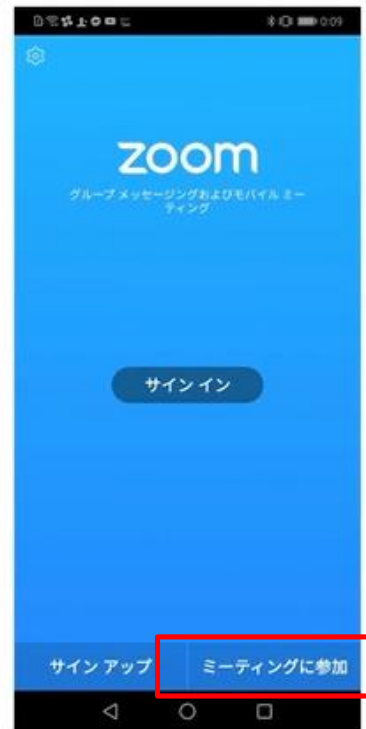 0:09
zoom
グループ メッセージングおよびモバイル ミー
ティング
サイン イン
サイン アップ
ミーティングに参加